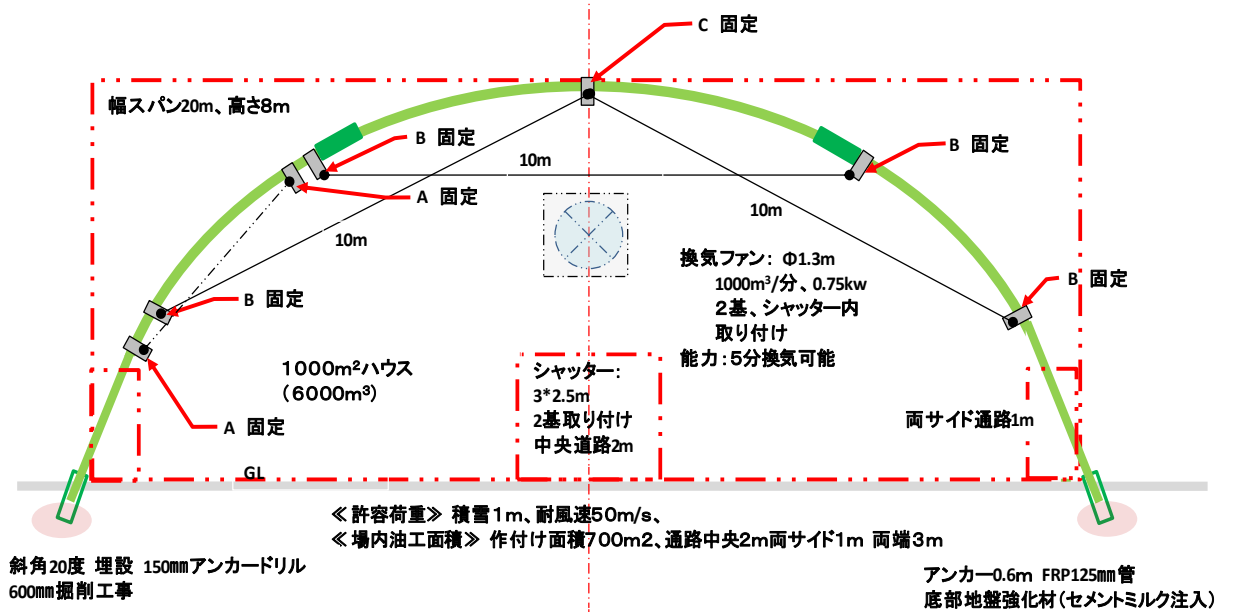 C 固定
幅スパン20m、高さ8m
B 固定
B 固定
10m
A 固定
10m
10m
換気ファン: Φ1.3m
1000m³/分、0.75kw
2基、シャッター内
取り付け
能力:5分換気可能
B 固定
B 固定
1000m²ハウス
(6000m³)
シャッター:
3*2.5m
2基取り付け
中央道路2m
両サイド通路1m
A 固定
GL
≪許容荷重≫ 積雪1m、耐風速50m/s、
≪場内油工面積≫ 作付け面積700m2、通路中央2m両サイド1m 両端3m
斜角20度 埋設 150mmアンカードリル
600mm掘削工事
アンカー0.6m FRP125mm管
底部地盤強化材(セメントミルク注入)